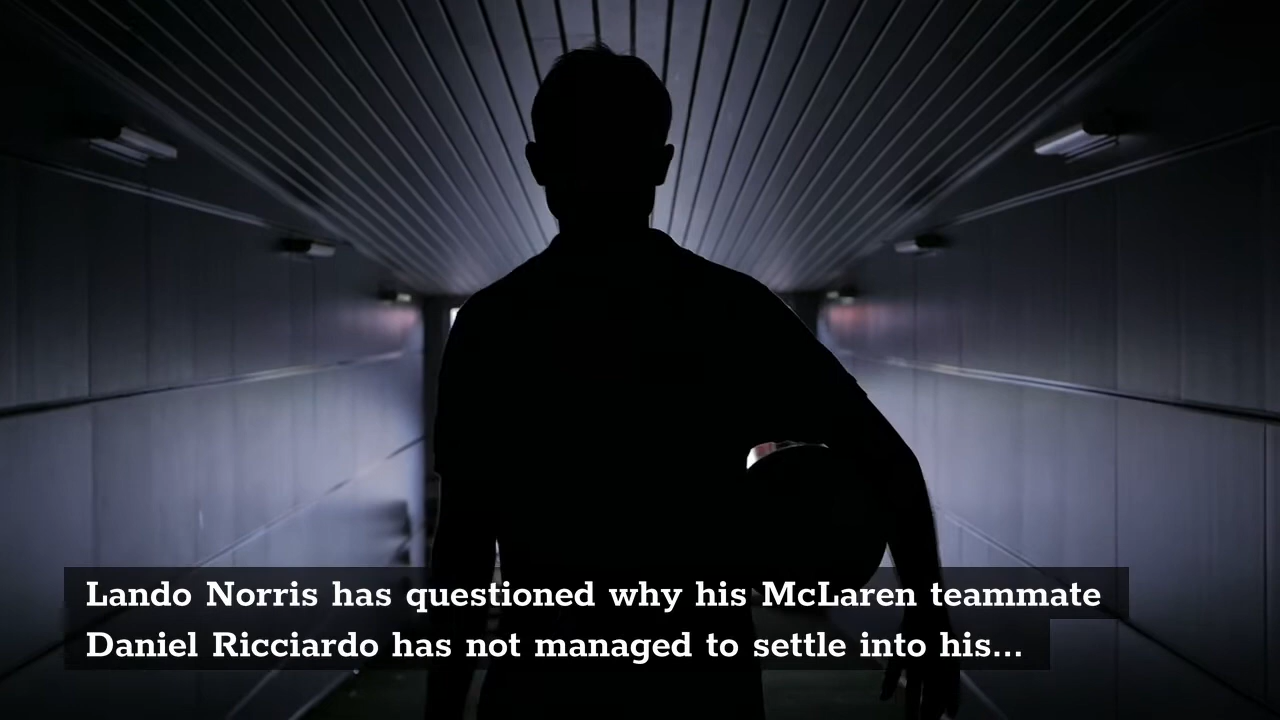 Lando Norris has questioned why his McLaren teammate
Daniel Ricciardo has not managed to settle into his...